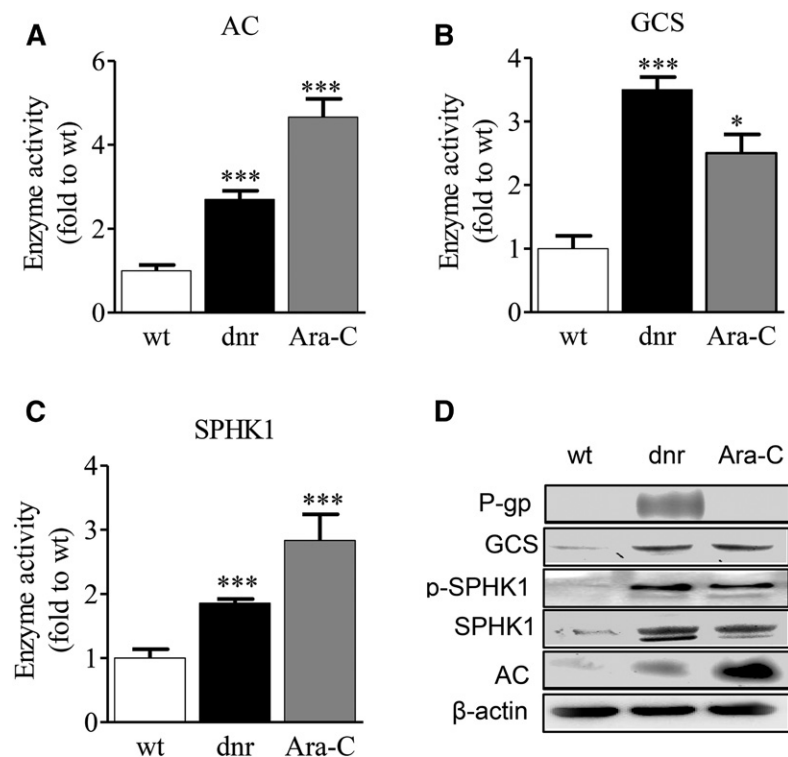 A
AC
Enzyme activity
(fold to wt)
6
4
2
0
***
***
wt dnr Ara-C
B
GCS
Enzyme activity
(fold to wt)
4
3
2
1
0
***
*
wt dnr Ara-C
C
SPHK1
Enzyme activity
(fold to wt)
4
3
2
1
0
***
***
wt dnr Ara-C
D
wt dnr Ara-C
P-gp
GCS
p-SPHK1
SPHK1
AC
β-actin